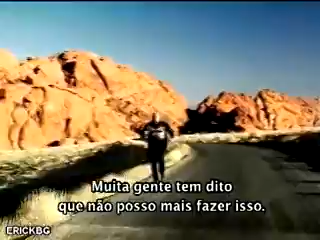 Muita gente tem dito
que não posso mais fazer isso.
ERICKBG